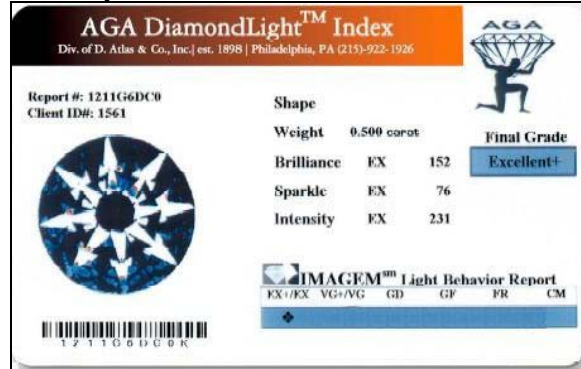 AGA DiamondLight™ Index
Div. of D. Atlas & Co., Inc.| est. 1898 | Philadelphia, PA (215)-922-1926
AGA
Report #: 1211G6DC0
Client ID#: 1561
Shape
Weight 0.500 carat
Final Grade
Brilliance EX 152
Excellent+
Sparkle EX 76
Intensity EX 231
IMAGEM℠ Light Behavior Report
EX+/EX VG+/VG GD GF FR CM
1211G6DC0K